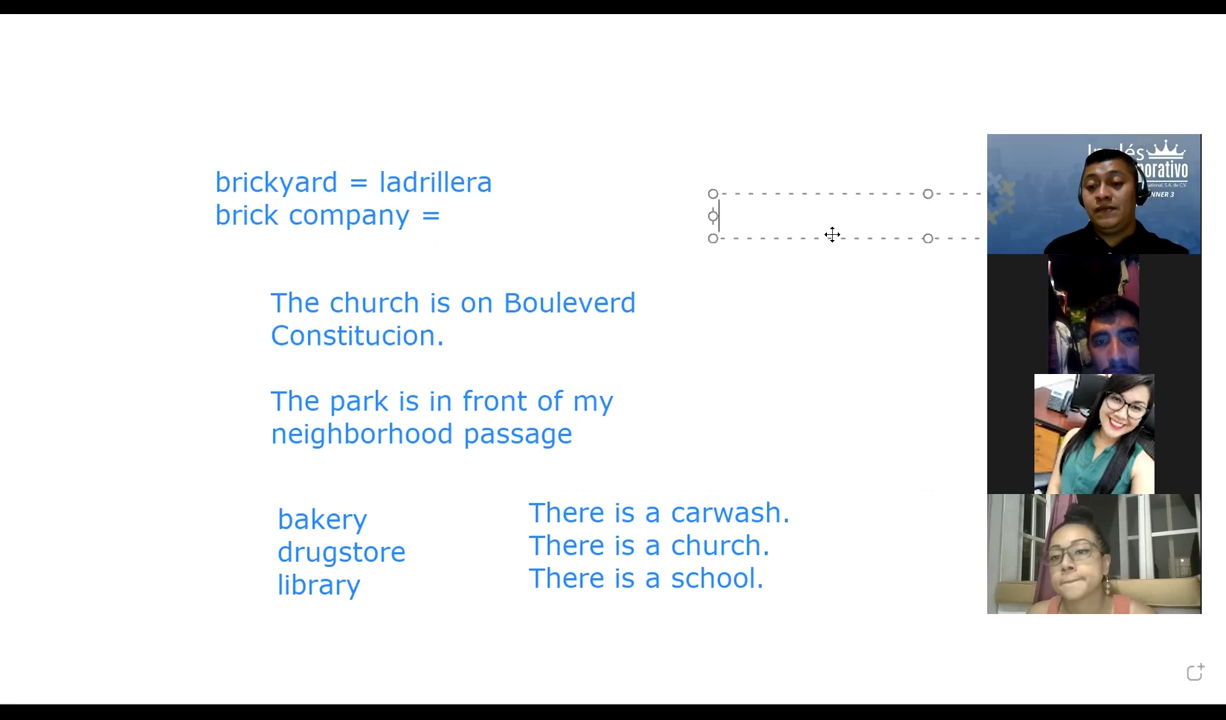 brickyard = ladrillera
brick company =
The church is on Bouleverd
Constitucion.
The park is in front of my
neighborhood passage
bakery
drugstore
library
There is a carwash.
There is a church.
There is a school.